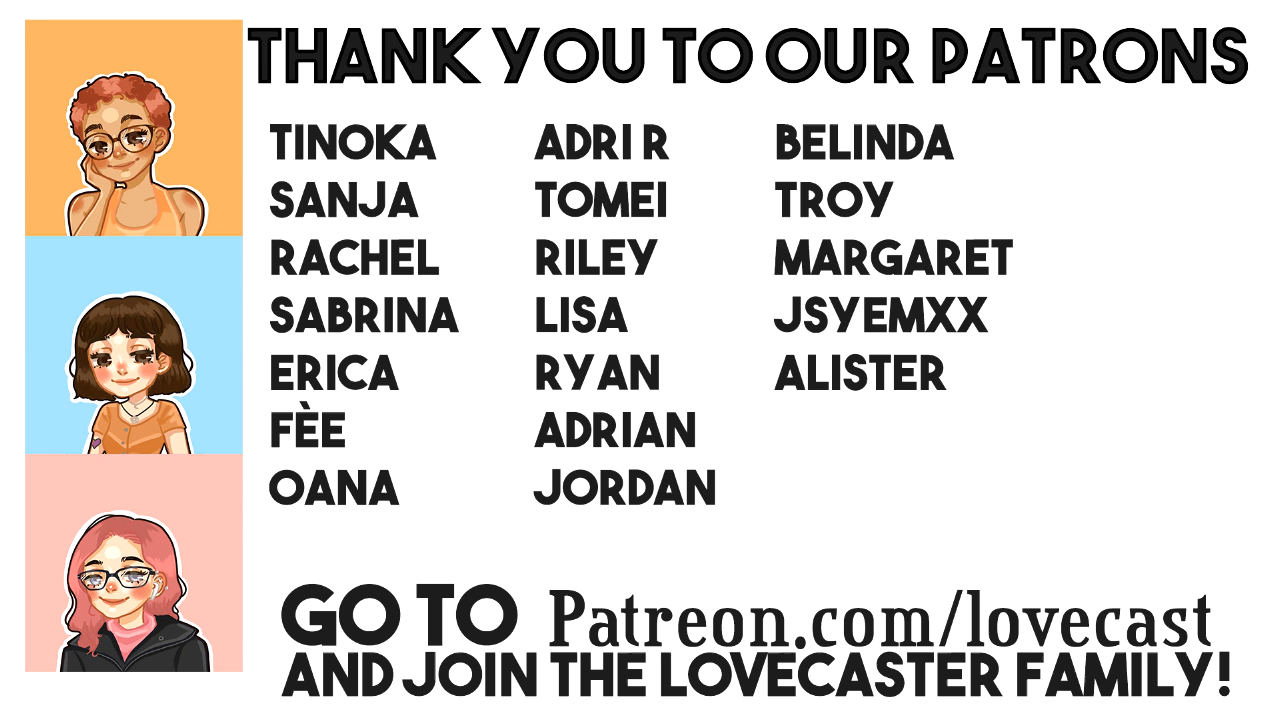 THANK YOU TO OUR PATRONS
TINOKA
SANJA
RACHEL
SABRINA
ERICA
FÈE
OANA
ADRI R
TOMEI
RILEY
LISA
RYAN
ADRIAN
JORDAN
BELINDA
TROY
MARGARET
JSYEMXX
ALISTER
GO TO Patreon.com/lovecast
AND JOIN THE LOVECASTER FAMILY!